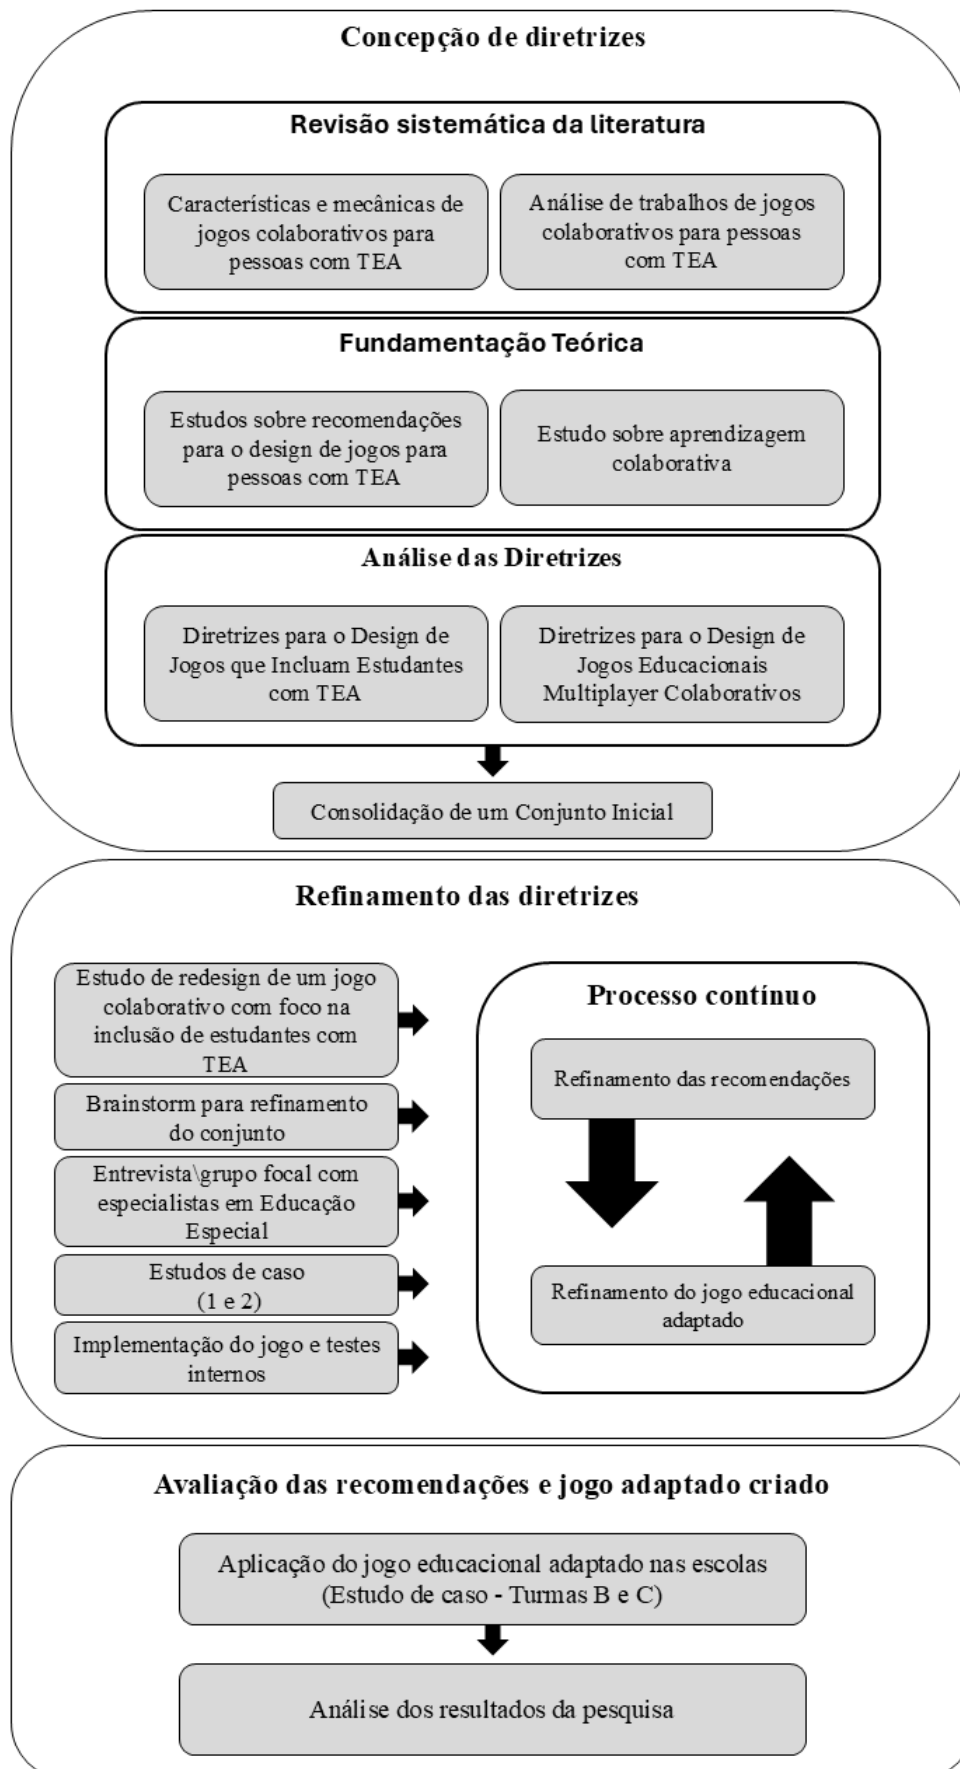 Concepção de diretrizes
Revisão sistemática da literatura
Características e mecânicas de
jogos colaborativos para
pessoas com TEA
Análise de trabalhos de jogos
colaborativos para pessoas
com TEA
Fundamentação Teórica
Estudos sobre recomendações
para o design de jogos para
pessoas com TEA
Estudo sobre aprendizagem
colaborativa
Análise das Diretrizes
Diretrizes para o Design de
Jogos que Incluam Estudantes
com TEA
Diretrizes para o Design de
Jogos Educacionais
Multiplayer Colaborativos
Consolidação de um Conjunto Inicial
Refinamento das diretrizes
Estudo de redesign de um jogo
colaborativo com foco na
inclusão de estudantes com
TEA
Brainstorm para refinamento
do conjunto
Entrevista\grupo focal com
especialistas em Educação
Especial
Estudos de caso
(1 e 2)
Implementação do jogo e testes
internos
Processo contínuo
Refinamento das recomendações
Refinamento do jogo educacional
adaptado
Avaliação das recomendações e jogo adaptado criado
Aplicação do jogo educacional adaptado nas escolas
(Estudo de caso - Turmas B e C)
Análise dos resultados da pesquisa